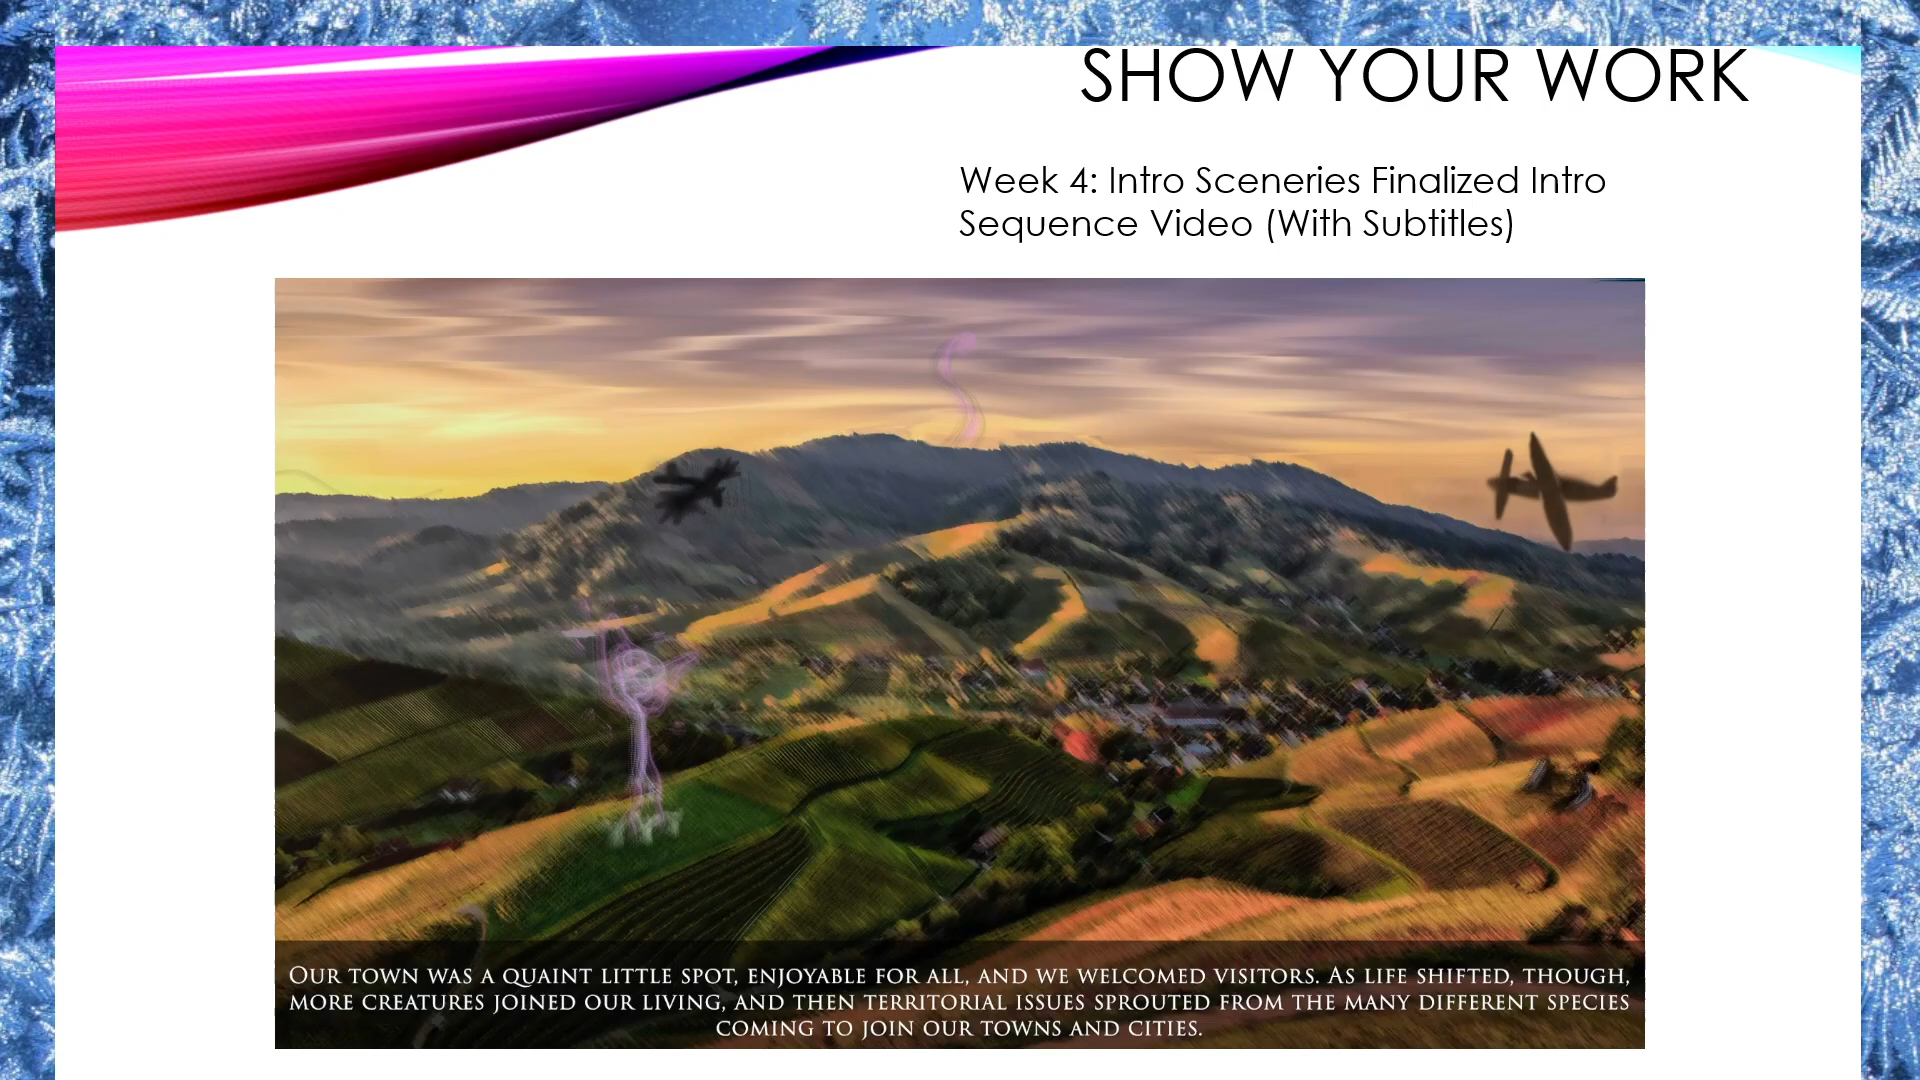 SHOW YOUR WORK
Week 4: Intro Sceneries Finalized Intro
Sequence Video (With Subtitles)
OUR TOWN WAS A QUAINT LITTLE SPOT, ENJOYABLE FOR ALL, AND WE WELCOMED VISITORS. AS LIFE SHIFTED, THOUGH,
MORE CREATURES JOINED OUR LIVING, AND THEN TERRITORIAL ISSUES SPROUTED FROM THE MANY DIFFERENT SPECIES
COMING TO JOIN OUR TOWNS AND CITIES.